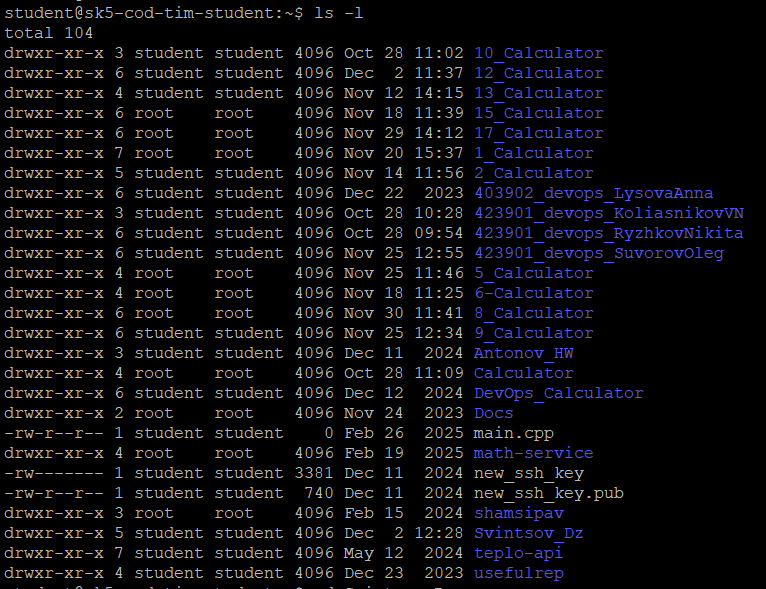 student@sk5-cod-tim-student:~$ ls -l
total 104
drwxr-xr-x 3 student student 4096 Oct 28 11:02 10_Calculator
drwxr-xr-x 6 student student 4096 Dec  2 11:37 12_Calculator
drwxr-xr-x 4 student student 4096 Nov 12 14:15 13_Calculator
drwxr-xr-x 6 root    root    4096 Nov 18 11:39 15_Calculator
drwxr-xr-x 6 root    root    4096 Nov 29 14:12 17_Calculator
drwxr-xr-x 7 root    root    4096 Nov 20 15:37 1_Calculator
drwxr-xr-x 5 student student 4096 Nov 14 11:56 2_Calculator
drwxr-xr-x 6 student student 4096 Dec 22  2023 403902_devops_LysovaAnna
drwxr-xr-x 3 student student 4096 Oct 28 10:28 423901_devops_KoliasnikovVN
drwxr-xr-x 6 student student 4096 Oct 28 09:54 423901_devops_RyzhkovNikita
drwxr-xr-x 6 student student 4096 Nov 25 12:55 423901_devops_SuvorovOleg
drwxr-xr-x 4 root    root    4096 Nov 25 11:46 5_Calculator
drwxr-xr-x 4 root    root    4096 Nov 18 11:25 6-Calculator
drwxr-xr-x 6 root    root    4096 Nov 30 11:41 8_Calculator
drwxr-xr-x 6 student student 4096 Nov 25 12:34 9_Calculator
drwxr-xr-x 3 student student 4096 Dec 11  2024 Antonov_HW
drwxr-xr-x 4 root    root    4096 Oct 28 11:09 Calculator
drwxr-xr-x 6 student student 4096 Dec 12  2024 DevOps_Calculator
drwxr-xr-x 2 root    root    4096 Nov 24  2023 Docs
-rw-r--r-- 1 student student    0 Feb 26  2025 main.cpp
drwxr-xr-x 4 root    root    4096 Feb 19  2025 math-service
-rw------- 1 student student 3381 Dec 11  2024 new_ssh_key
-rw-r--r-- 1 student student  740 Dec 11  2024 new_ssh_key.pub
drwxr-xr-x 3 root    root    4096 Feb 15  2024 shamsipav
drwxr-xr-x 5 student student 4096 Dec  2 12:28 Svintsov_Dz
drwxr-xr-x 7 student student 4096 May 12  2024 teplo-api
drwxr-xr-x 4 student student 4096 Dec 23  2023 usefulrep